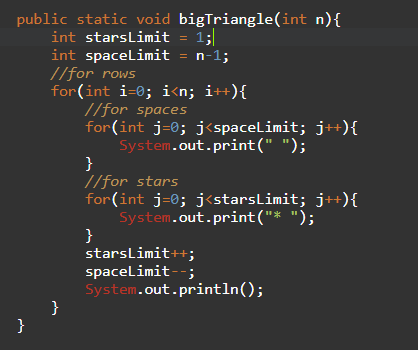 public static void bigTriangle(int n){
    int starsLimit = 1;
    int spaceLimit = n-1;
    //for rows
    for(int i=0; i<n; i++){
        //for spaces
        for(int j=0; j<spaceLimit; j++){
            System.out.print(" ");
        }
        //for stars
        for(int j=0; j<starsLimit; j++){
            System.out.print("* ");
        }
        starsLimit++;
        spaceLimit--;
        System.out.println();
    }
}